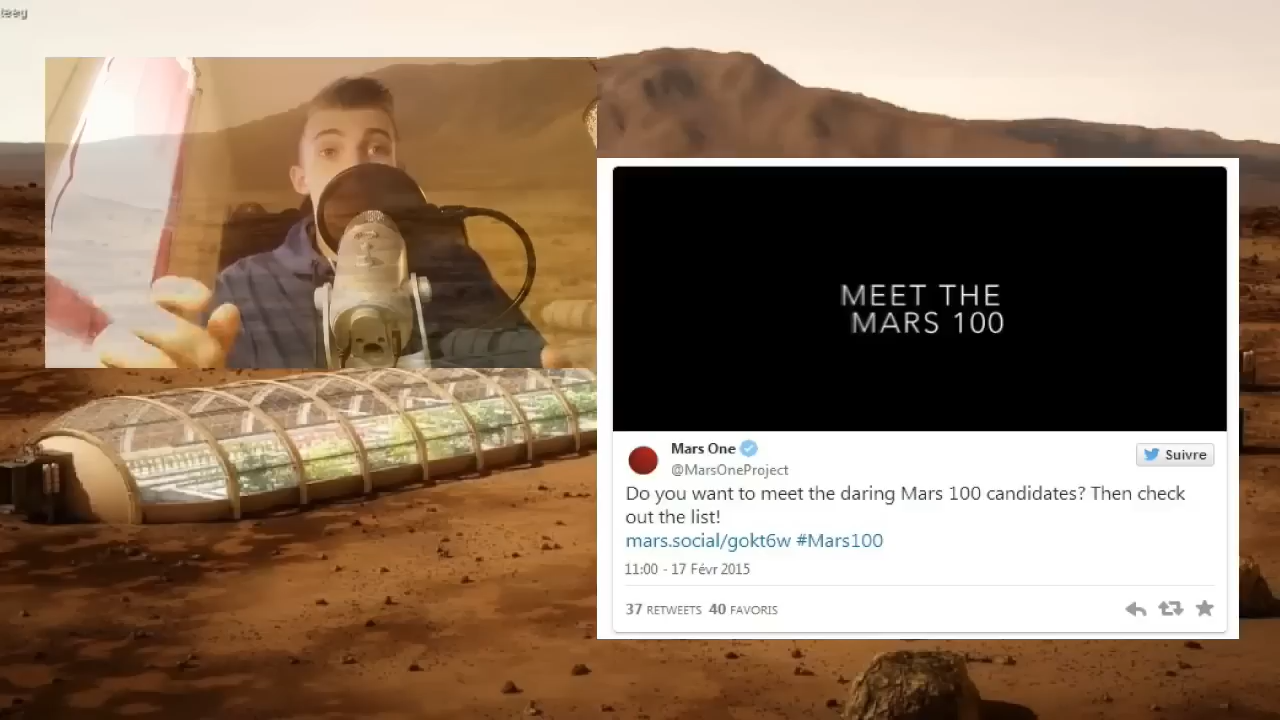 MEET THE
MARS 100
Mars One
@MarsOneProject
Suivre
Do you want to meet the daring Mars 100 candidates? Then check
out the list!
mars.social/gokt6w #Mars100
11:00 - 17 Févr 2015
37 RETWEETS 40 FAVORIS